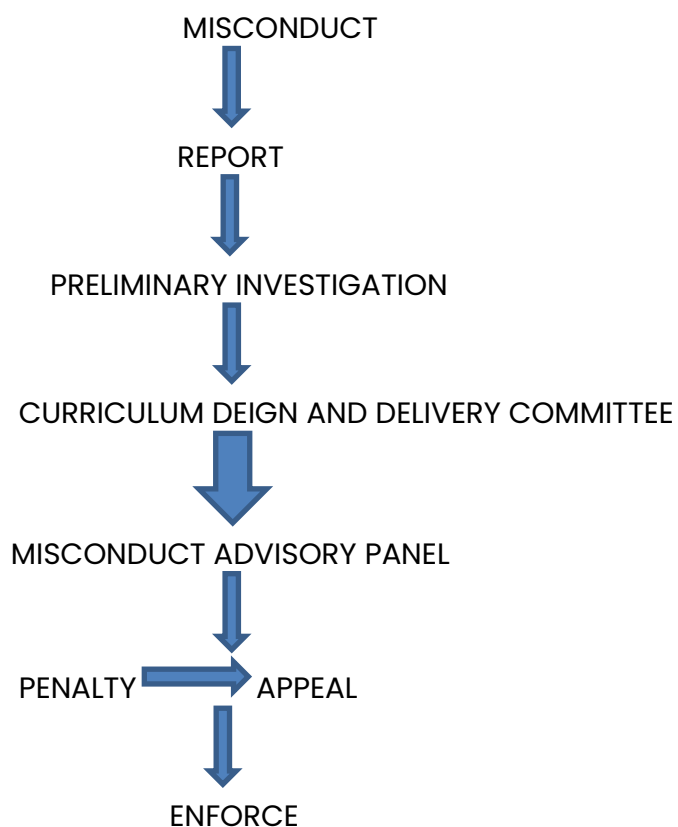 MISCONDUCT
REPORT
PRELIMINARY INVESTIGATION
CURRICULUM DEIGN AND DELIVERY COMMITTEE
MISCONDUCT ADVISORY PANEL
PENALTY APPEAL
ENFORCE